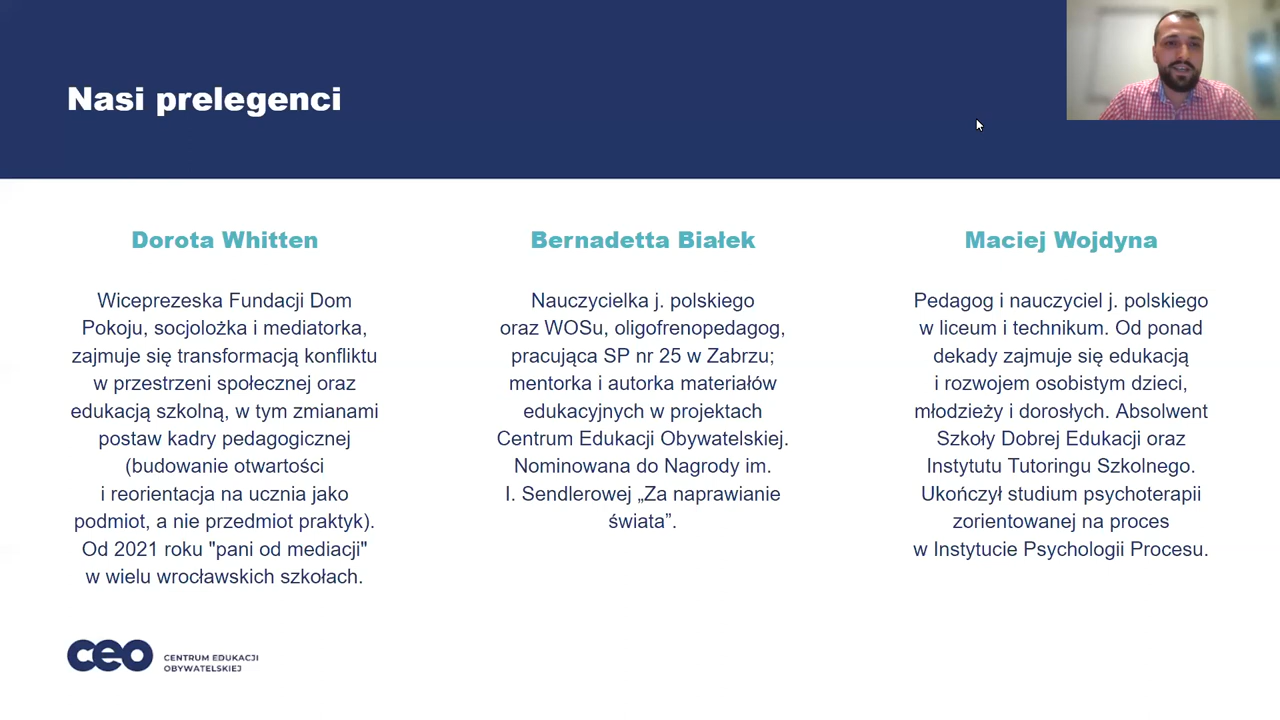 Nasi prelegenci
Dorota Whitten
Wiceprezeska Fundacji Dom
Pokoju, socjolożka i mediatorka,
zajmuje się transformacją konfliktu
w przestrzeni społecznej oraz
edukacją szkolną, w tym zmianami
postaw kadry pedagogicznej
(budowanie otwartości
i reorientacja na ucznia jako
podmiot, a nie przedmiot praktyk).
Od 2021 roku "pani od mediacji"
w wielu wrocławskich szkołach.
Bernadetta Białek
Nauczycielka j. polskiego
oraz WOSu, oligofrenopedagog,
pracująca SP nr 25 w Zabrzu;
mentorka i autorka materiałów
edukacyjnych w projektach
Centrum Edukacji Obywatelskiej.
Nominowana do Nagrody im.
I. Sendlerowej „Za naprawianie
świata”.
Maciej Wojdyna
Pedagog i nauczyciel j. polskiego
w liceum i technikum. Od ponad
dekady zajmuje się edukacją
i rozwojem osobistym dzieci,
młodzieży i dorosłych. Absolwent
Szkoły Dobrej Edukacji oraz
Instytutu Tutoringu Szkolnego.
Ukończył studium psychoterapii
zorientowanej na proces
w Instytucie Psychologii Procesu.
ceo
CENTRUM EDUKACJI
OBYWATELSKIEJ